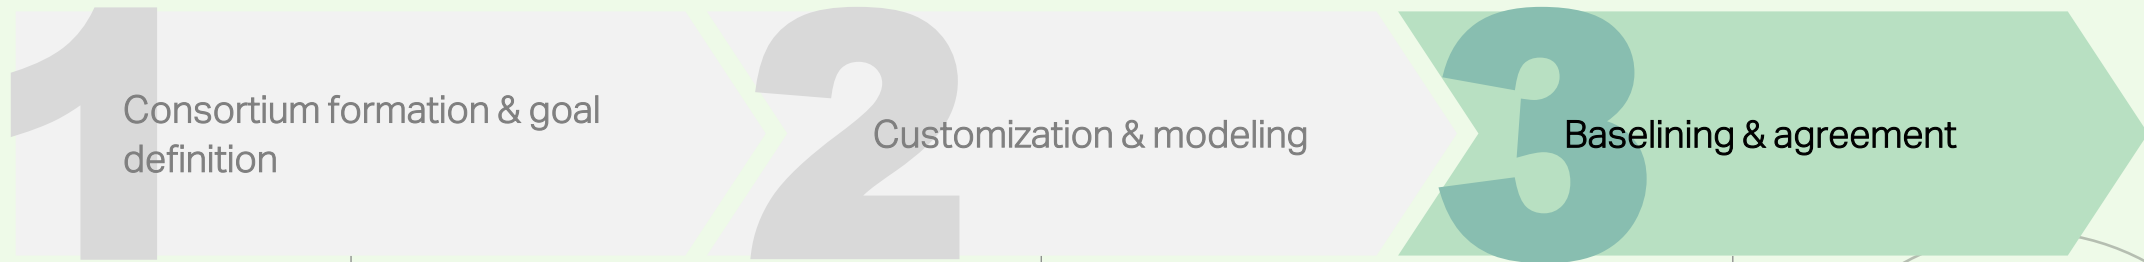 1
Consortium formation & goal
definition
2
Customization & modeling
3
Baselining & agreement